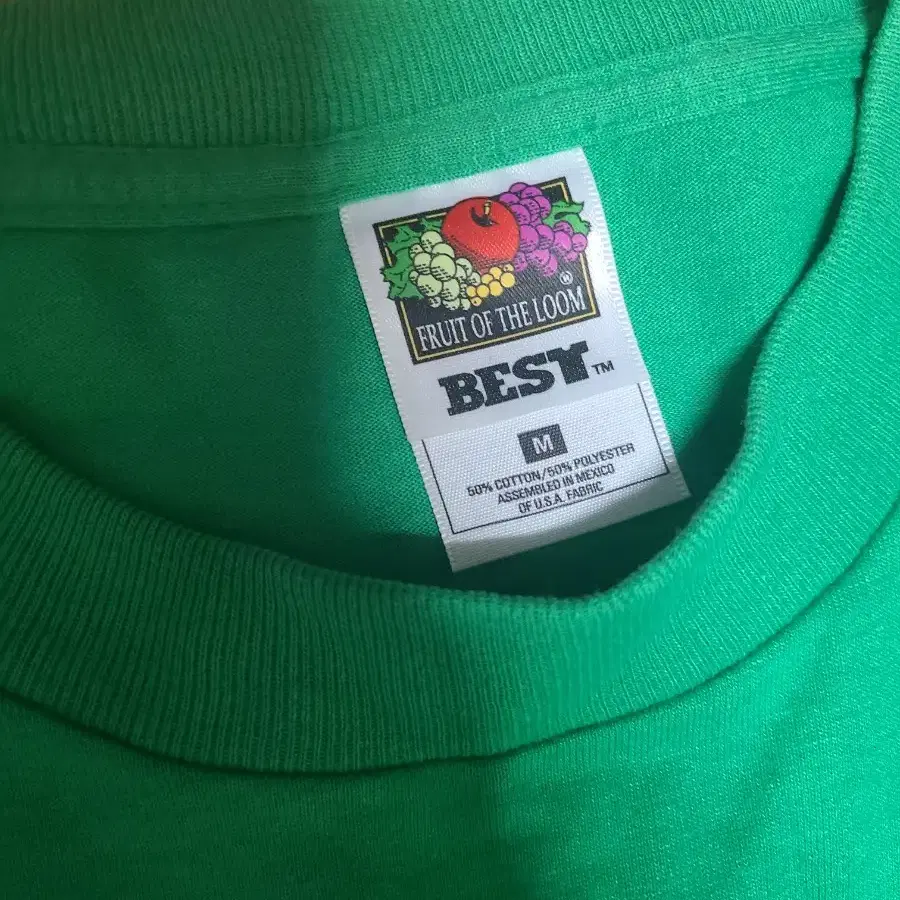 ®
FRUIT OF THE LOOM
BEST™
M
50% COTTON/50% POLYESTER
ASSEMBLED IN MEXICO
OF U.S.A. FABRIC